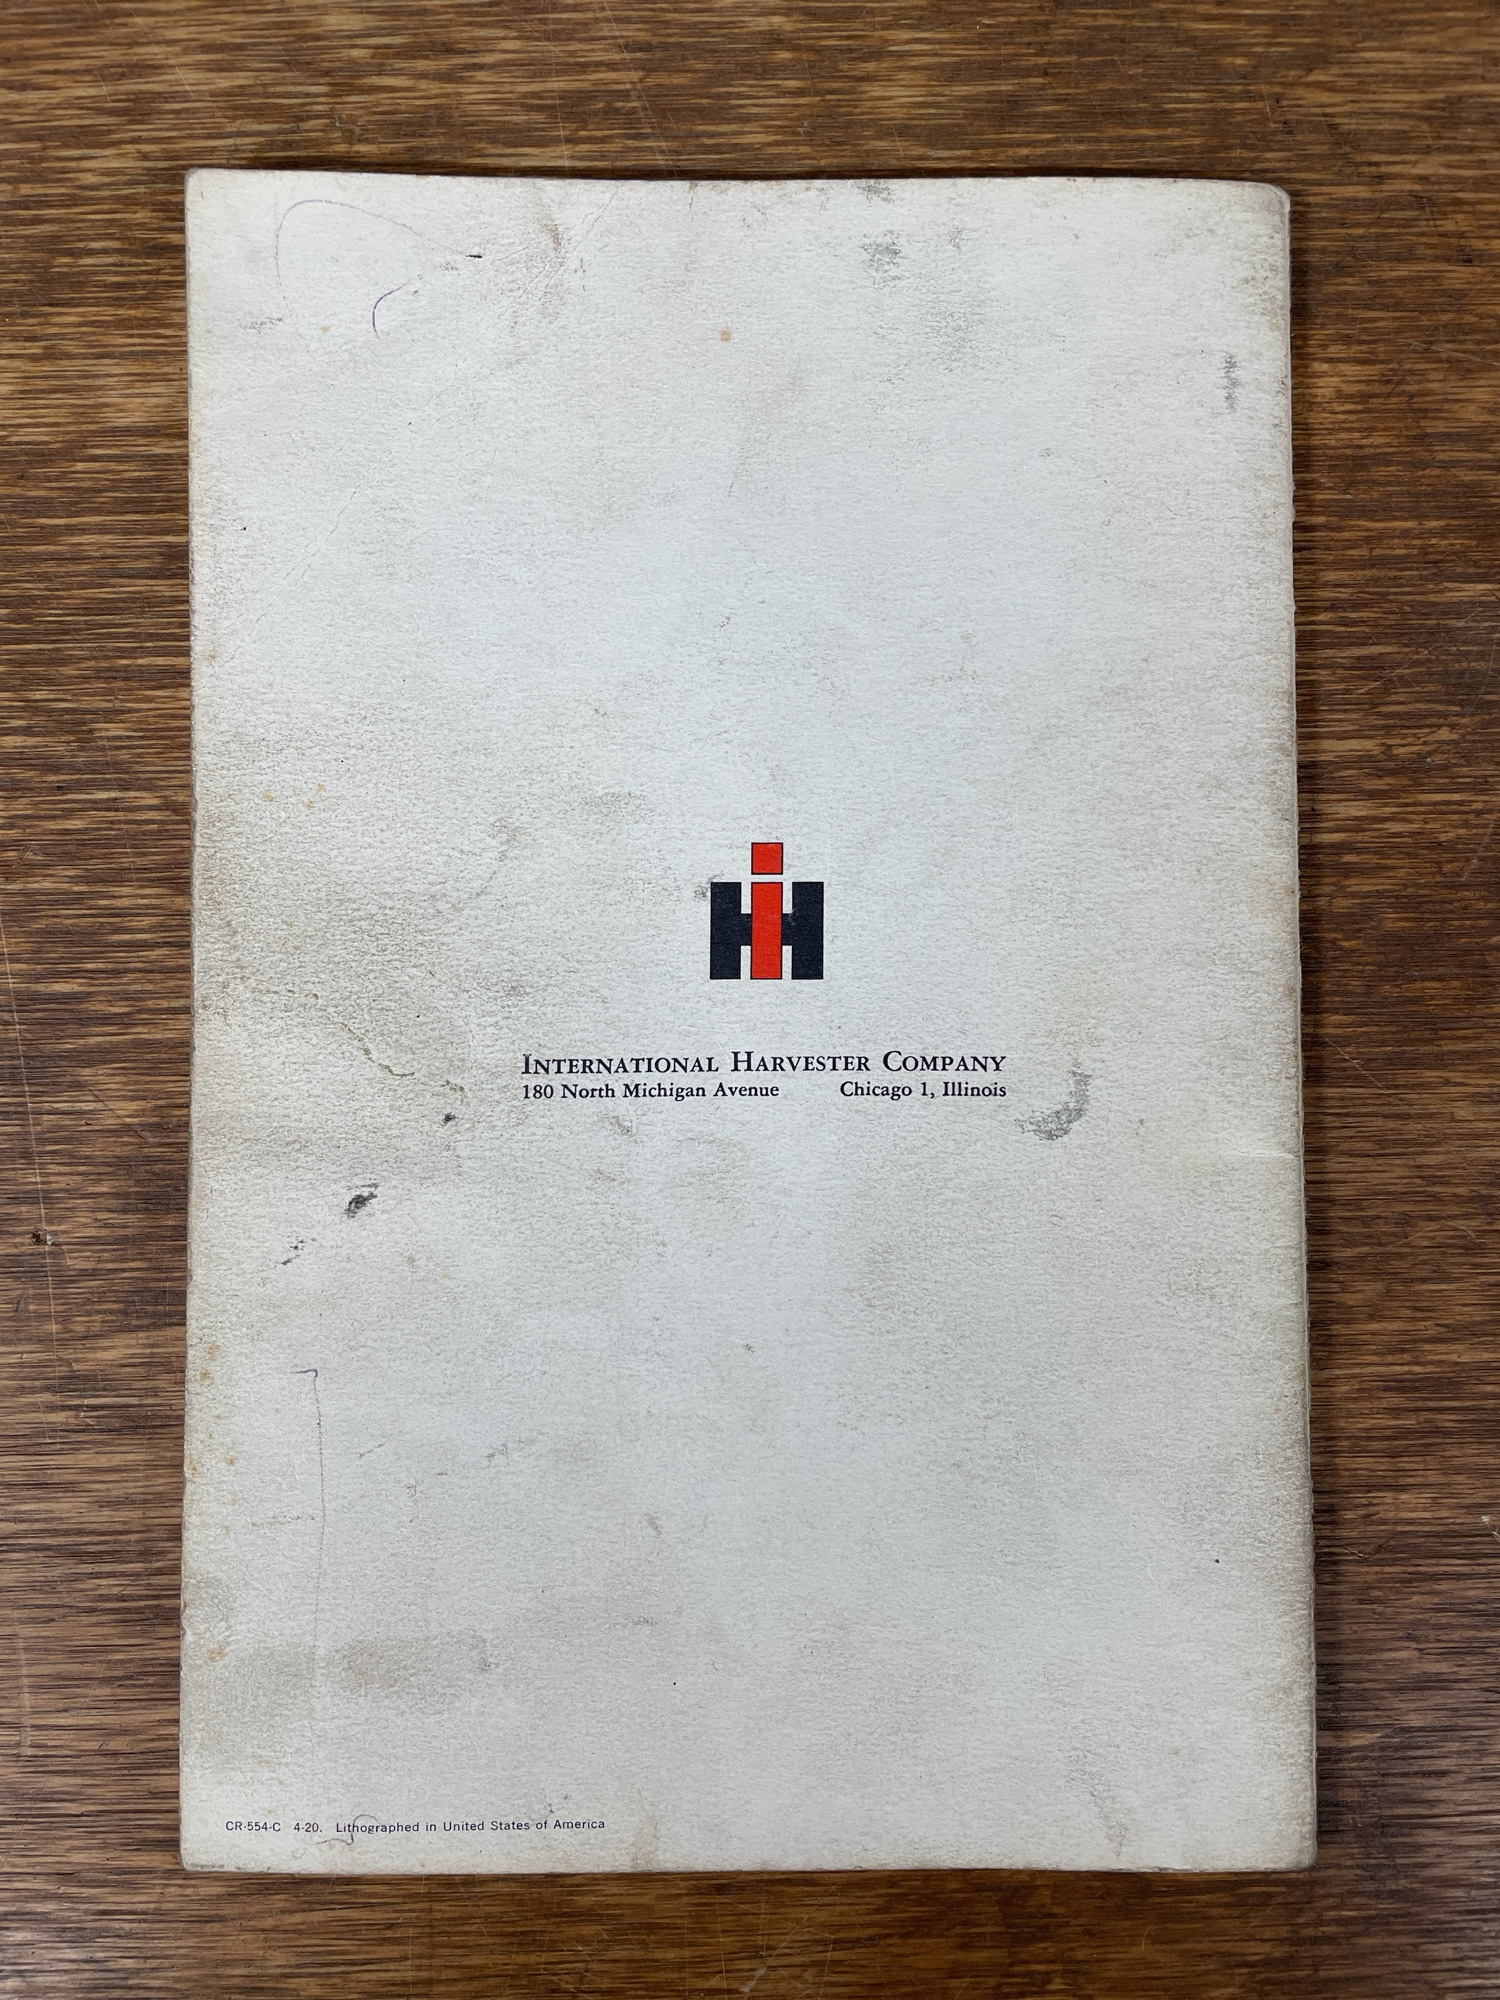 IH
INTERNATIONAL HARVESTER COMPANY
180 North Michigan Avenue Chicago 1, Illinois
CR-554-C 4-20. Lithographed in United States of America